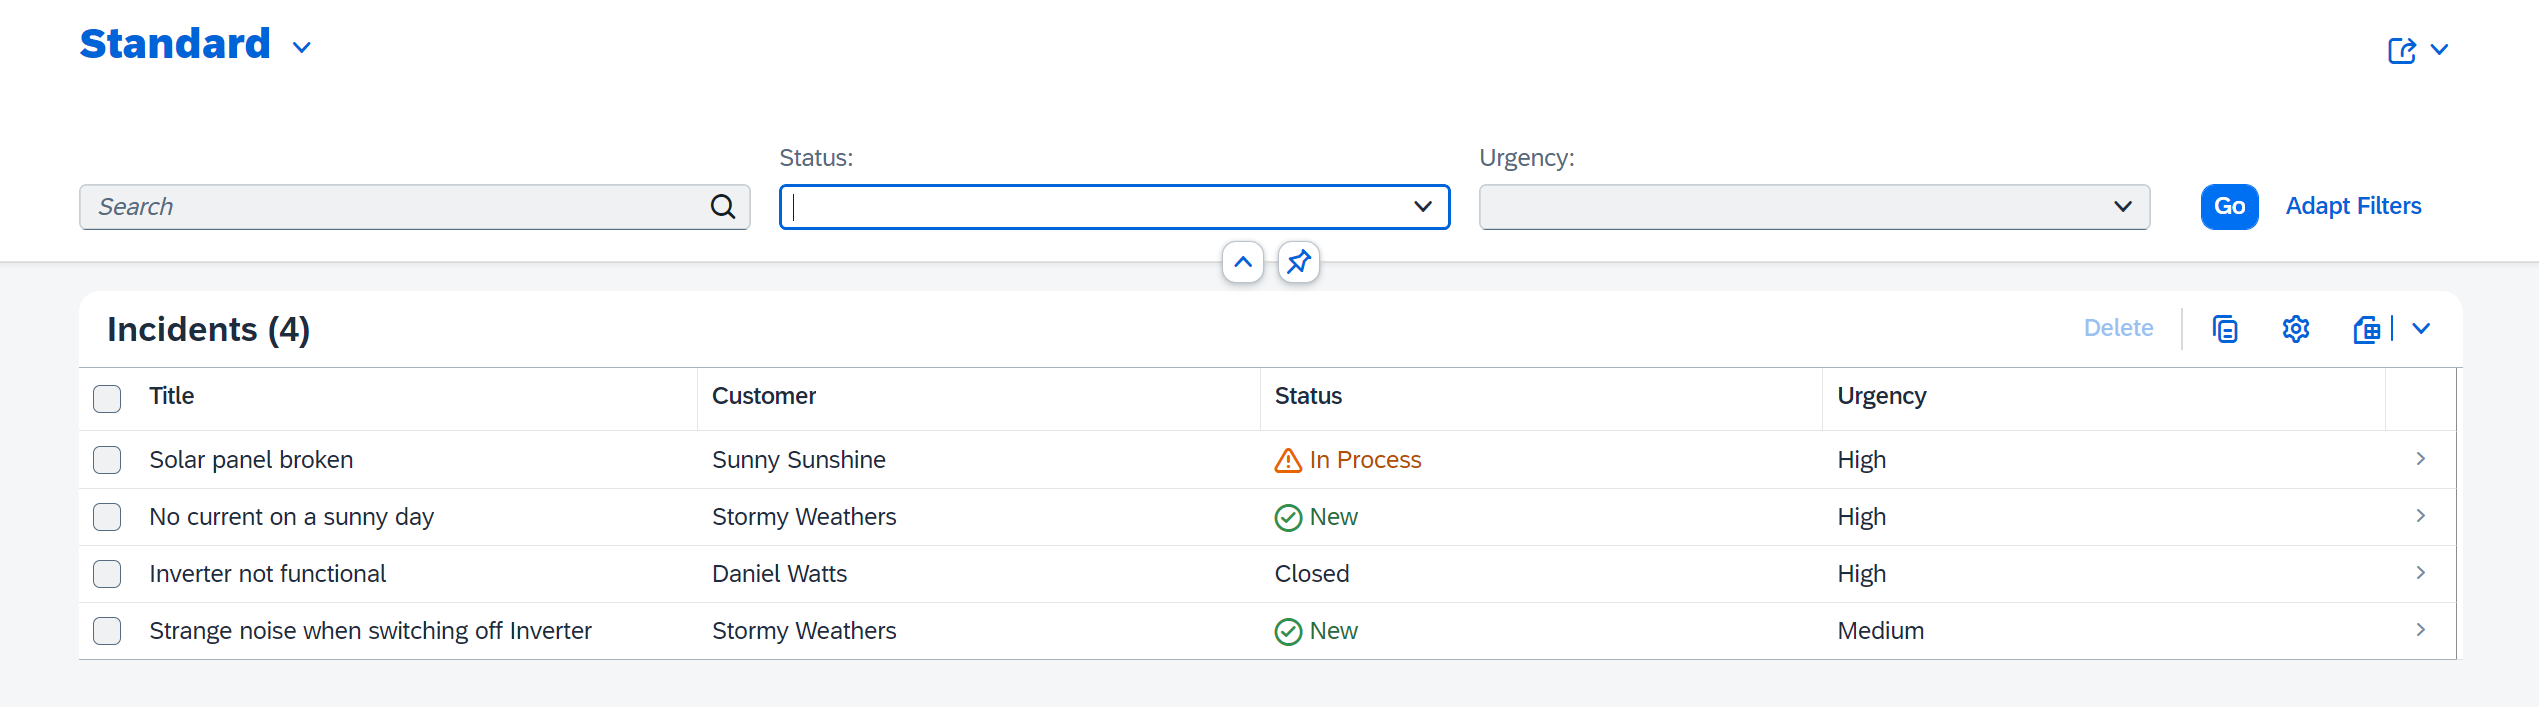 Standard
Status:
Urgency:
Search
Go
Adapt Filters
Incidents (4)
Delete
Title Customer Status Urgency
Solar panel broken Sunny Sunshine In Process High
No current on a sunny day Stormy Weathers New High
Inverter not functional Daniel Watts Closed High
Strange noise when switching off Inverter Stormy Weathers New Medium